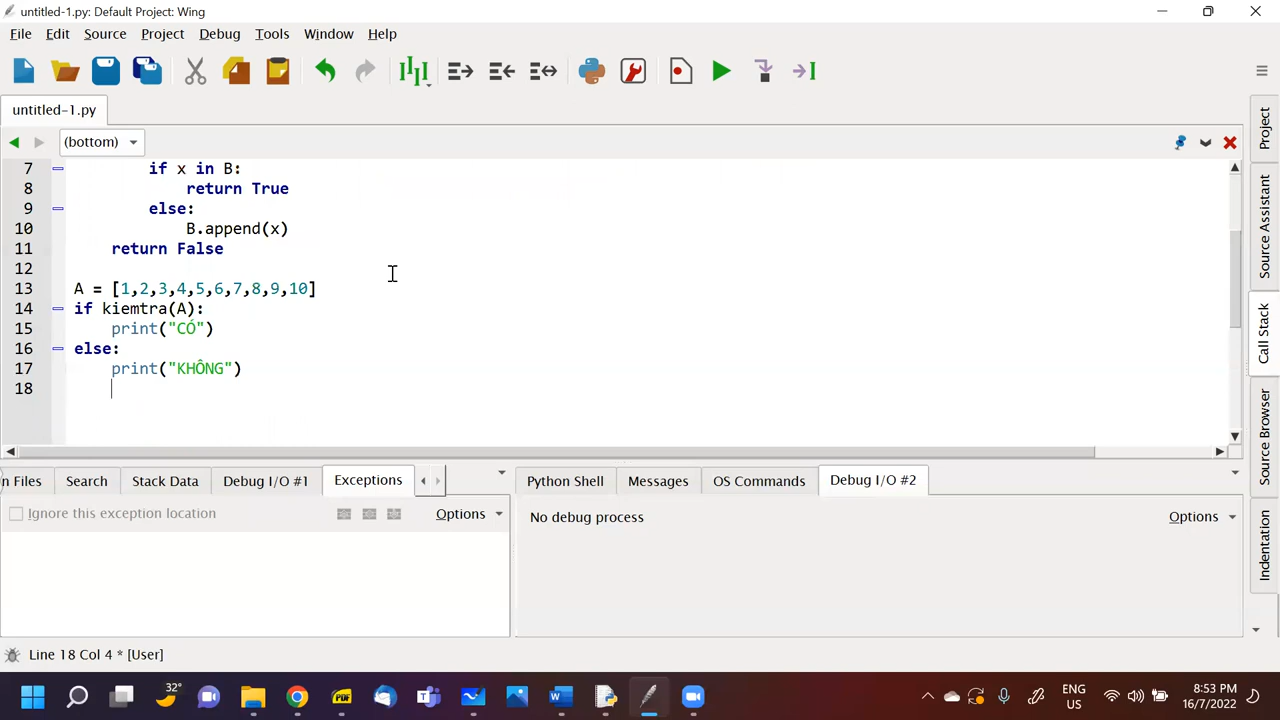 untitled-1.py: Default Project: Wing
File Edit Source Project Debug Tools Window Help
untitled-1.py
(bottom)
7 if x in B:
8 return True
9 else:
10 B.append(x)
11 return False
12
13 A = [1,2,3,4,5,6,7,8,9,10]
14 if kiemtra(A):
15 print("CÓ")
16 else:
17 print("KHÔNG")
18
Project
Source Assistant
Call Stack
Source Browser
Indentation
n Files Search Stack Data Debug I/O #1 Exceptions
Ignore this exception location Options
Python Shell Messages OS Commands Debug I/O #2
No debug process Options
Line 18 Col 4 * [User]
32°
PDF
ENG
US
8:53 PM
16/7/2022